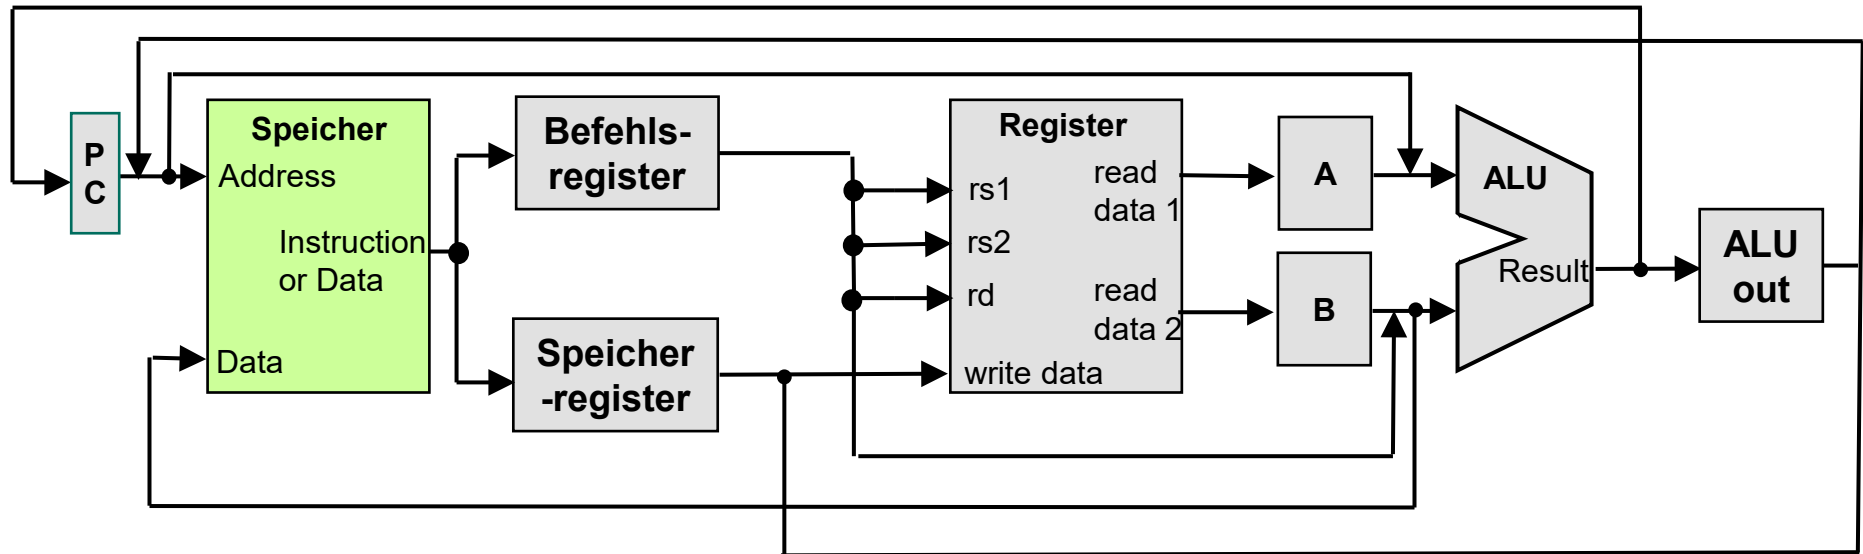 P
C
Speicher
Address
Instruction
or Data
Data
Befehls-
register
Speicher
-register
Register
rs1
rs2
rd
write data
read
data 1
read
data 2
A
B
ALU
Result
ALU
out